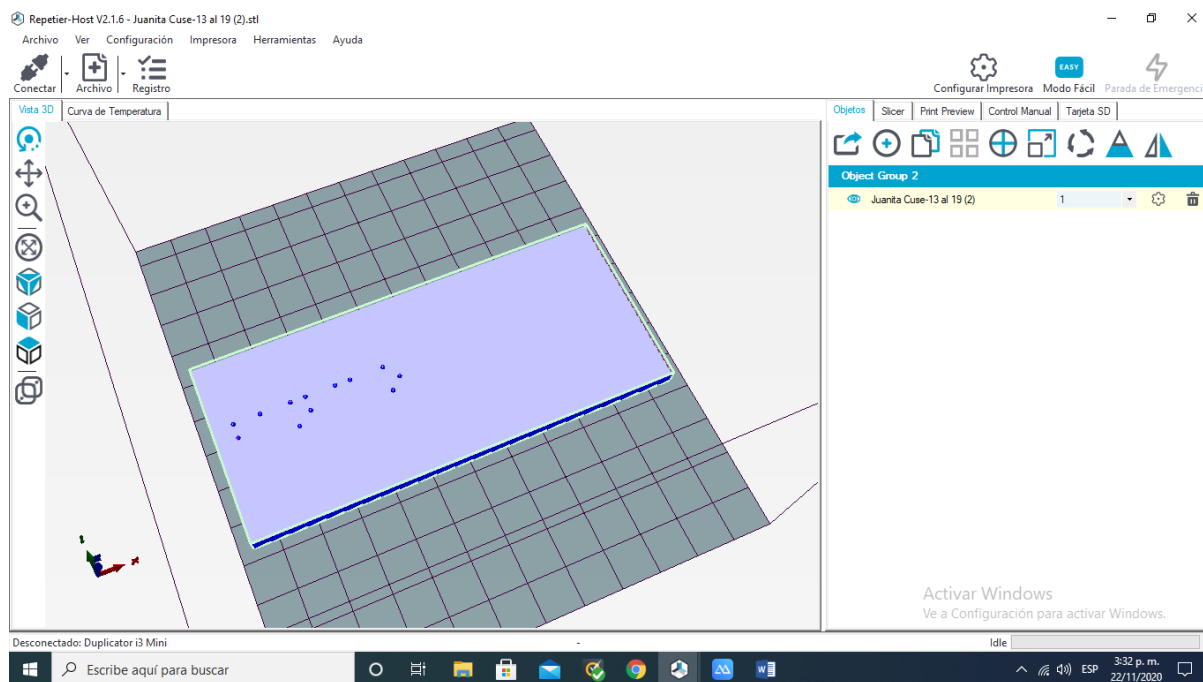 Repetier-Host V2.1.6 - Juanita Cuse-13 al 19 (2).stl
Archivo Ver Configuración Impresora Herramientas Ayuda
Conectar Archivo Registro
EASY
Configurar Impresora Modo Fácil Parada de Emergenci
Vista 3D Curva de Temperatura
Objetos Slicer Print Preview Control Manual Tarjeta SD
Object Group 2
Juanita Cuse-13 al 19 (2) 1
Activar Windows
Ve a Configuración para activar Windows.
Desconectado: Duplicator i3 Mini - Idle
Escribe aquí para buscar
ESP
3:32 p. m.
22/11/2020